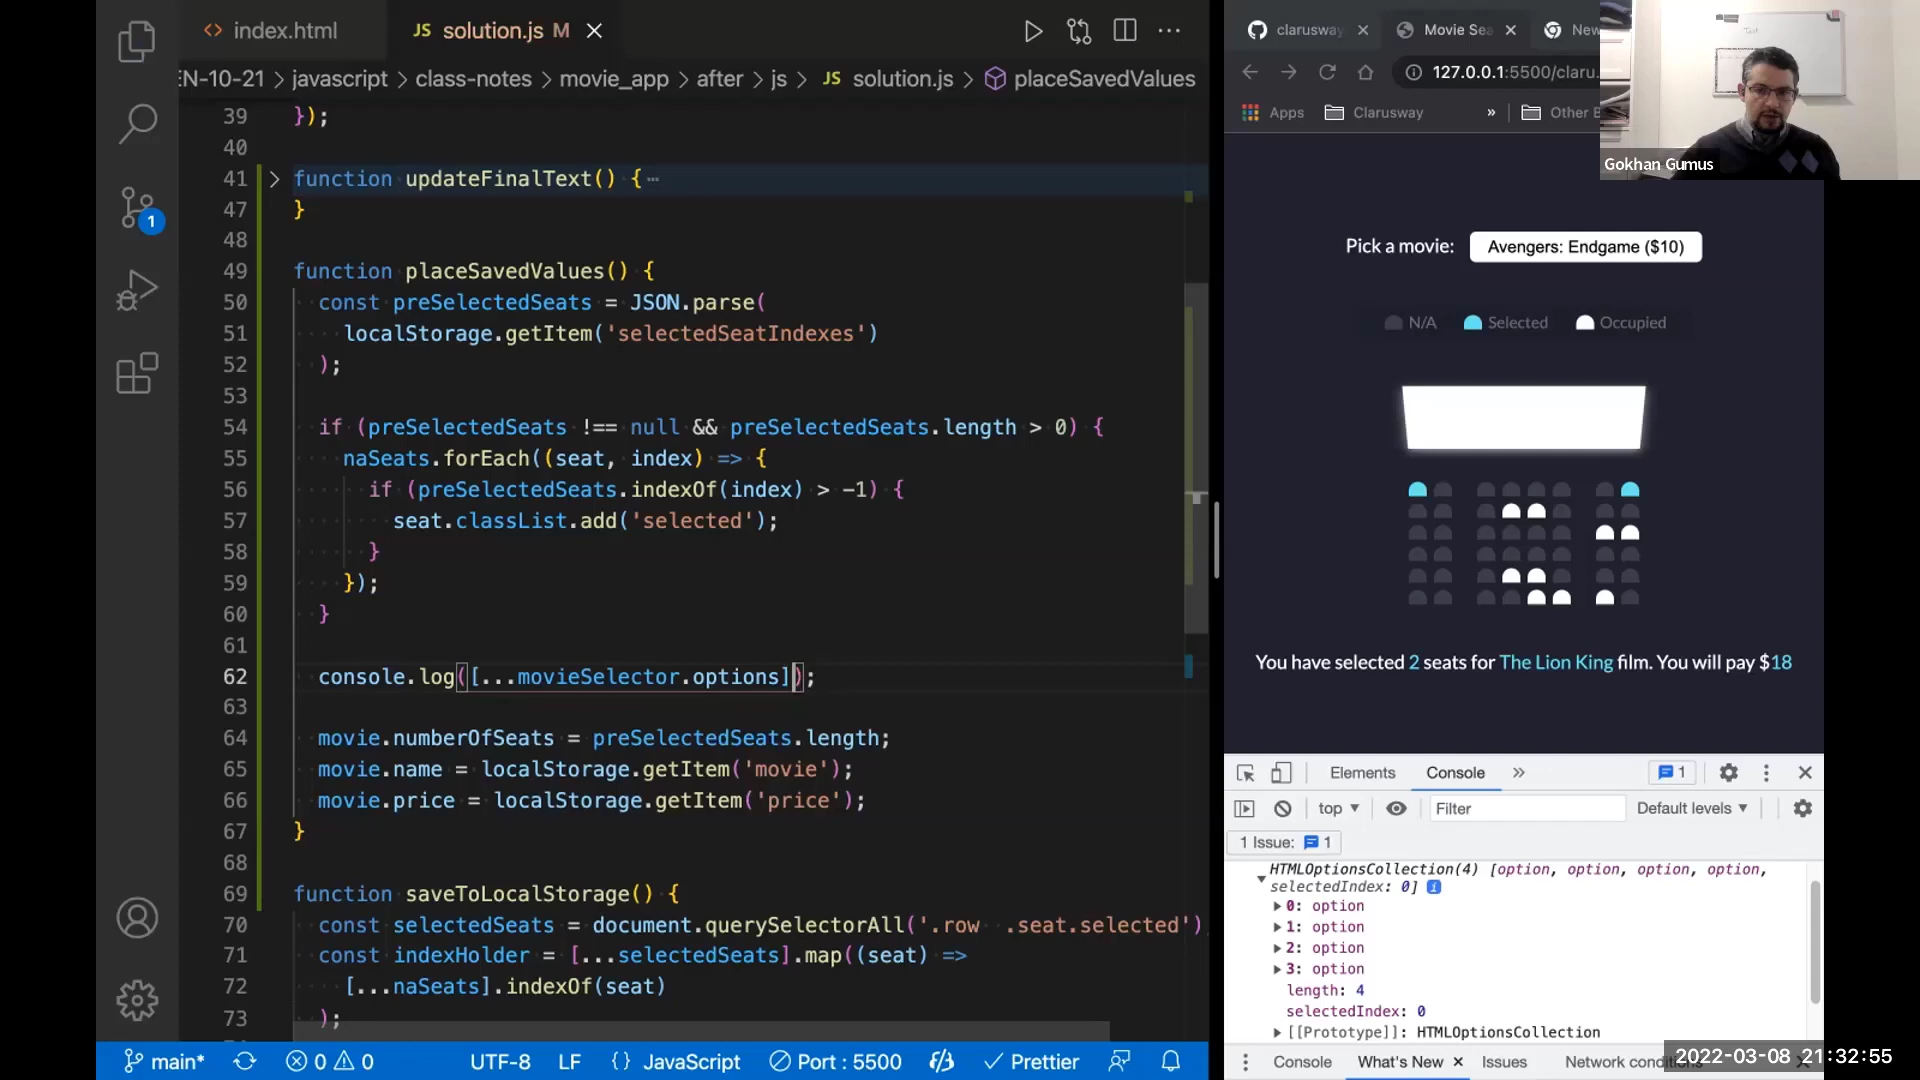 index.html
JS solution.js M
EN-10-21 > javascript > class-notes > movie_app > after > js > JS solution.js > placeSavedValues
39 });
40
41 function updateFinalText() { ⋯
47 }
48
49 function placeSavedValues() {
50 const preSelectedSeats = JSON.parse(
51 localStorage.getItem('selectedSeatIndexes')
52 );
53
54 if (preSelectedSeats !== null && preSelectedSeats.length > 0) {
55 naSeats.forEach((seat, index) => {
56 if (preSelectedSeats.indexOf(index) > -1) {
57 seat.classList.add('selected');
58 }
59 });
60 }
61
62 console.log([...movieSelector.options]);
63
64 movie.numberOfSeats = preSelectedSeats.length;
65 movie.name = localStorage.getItem('movie');
66 movie.price = localStorage.getItem('price');
67 }
68
69 function saveToLocalStorage() {
70 const selectedSeats = document.querySelectorAll('.row .seat.selected')
71 const indexHolder = [...selectedSeats].map((seat) =>
72 [...naSeats].indexOf(seat)
73 );
1
main* 0 0 UTF-8 LF {} JavaScript Port : 5500 Prettier
clarusway Movie Sea New
127.0.0.1:5500/claru
Apps Clarusway » Other B
Gokhan Gumus
Pick a movie: Avengers: Endgame ($10)
N/A Selected Occupied
You have selected 2 seats for The Lion King film. You will pay $18
Elements Console » 1
top Filter Default levels
1 Issue: 1
HTMLOptionsCollection(4) [option, option, option, option,
selectedIndex: 0] i
0: option
1: option
2: option
3: option
length: 4
selectedIndex: 0
[[Prototype]]: HTMLOptionsCollection
Console What's New Issues Network condi
2022-03-08 21:32:55